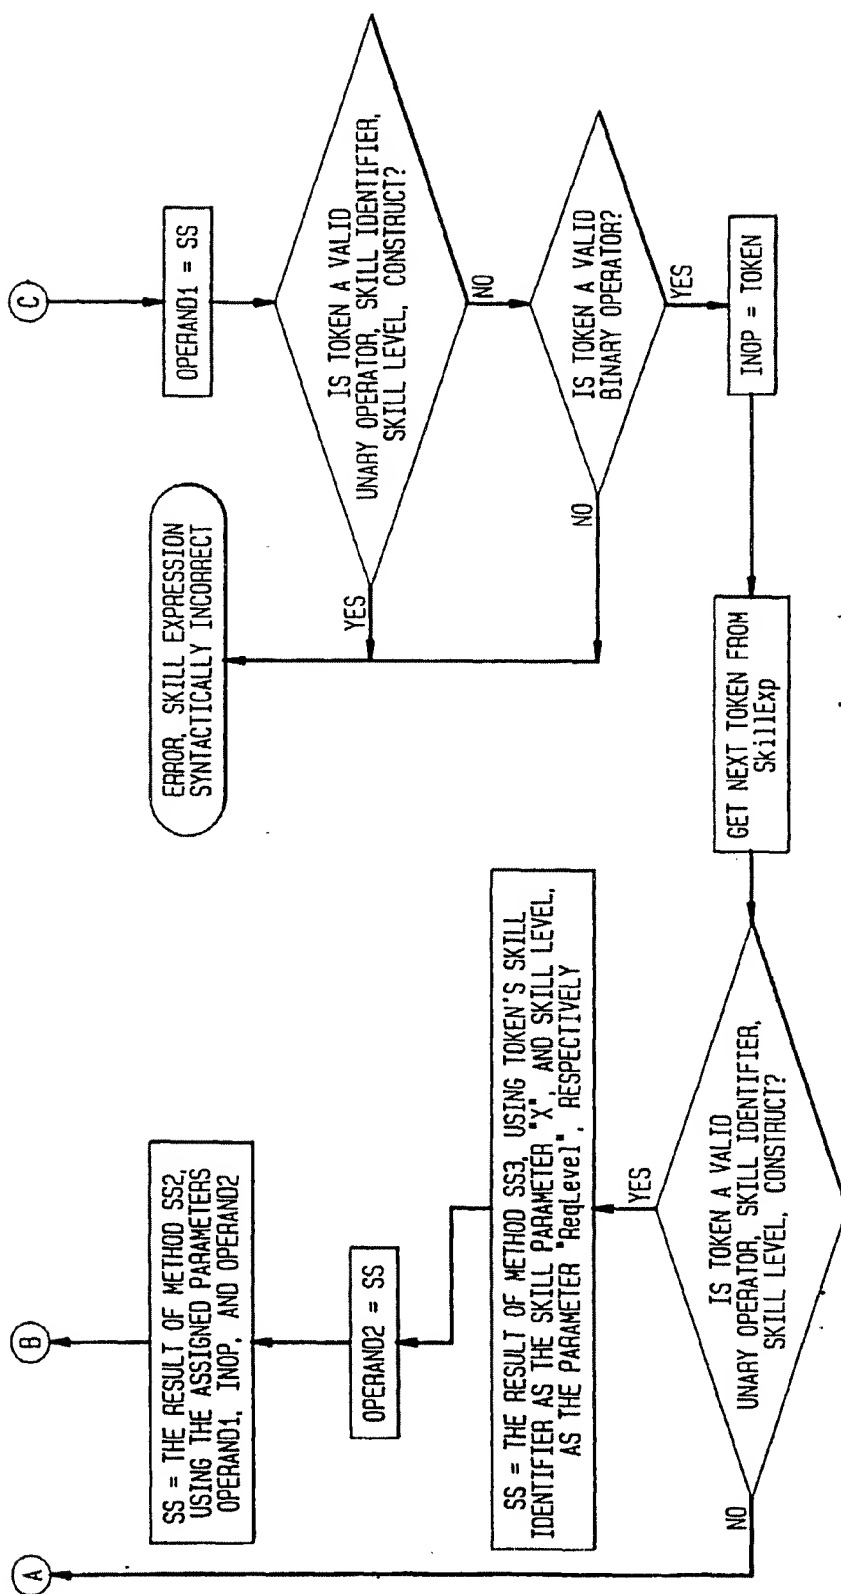 C
OPERAND1 = SS
IS TOKEN A VALID
UNARY OPERATOR, SKILL IDENTIFIER,
SKILL LEVEL, CONSTRUCT?
YES
NO
ERROR, SKILL EXPRESSION
SYNTACTICALLY INCORRECT
IS TOKEN A VALID
BINARY OPERATOR?
NO
YES
INOP = TOKEN
GET NEXT TOKEN FROM
SkillExp
IS TOKEN A VALID
UNARY OPERATOR, SKILL IDENTIFIER,
SKILL LEVEL, CONSTRUCT?
YES
NO
SS = THE RESULT OF METHOD SS3, USING TOKEN'S SKILL
IDENTIFIER AS THE SKILL PARAMETER "X", AND SKILL LEVEL,
AS THE PARAMETER "ReqLevel", RESPECTIVELY
OPERAND2 = SS
SS = THE RESULT OF METHOD SS2,
USING THE ASSIGNED PARAMETERS
OPERAND1, INOP, AND OPERAND2
B
A